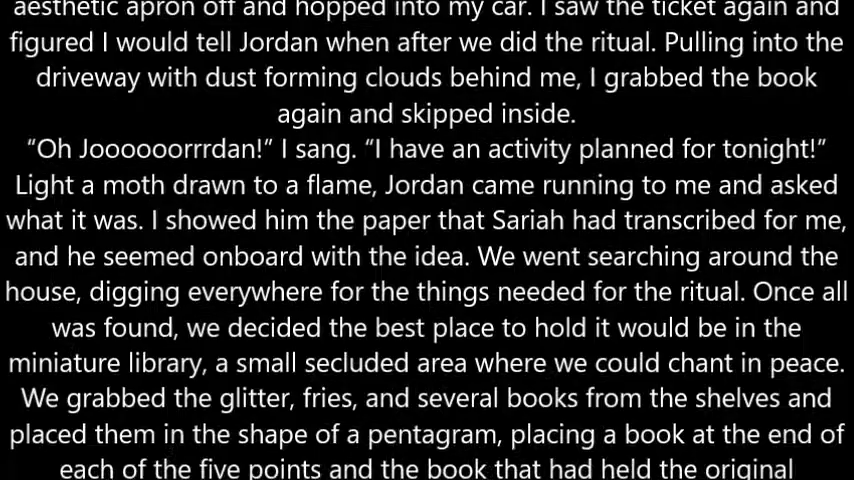 aesthetic apron off and hopped into my car. I saw the ticket again and
figured I would tell Jordan when after we did the ritual. Pulling into the
driveway with dust forming clouds behind me, I grabbed the book
again and skipped inside.
“Oh Joooooorrrdan!” I sang. “I have an activity planned for tonight!”
Light a moth drawn to a flame, Jordan came running to me and asked
what it was. I showed him the paper that Sariah had transcribed for me,
and he seemed onboard with the idea. We went searching around the
house, digging everywhere for the things needed for the ritual. Once all
was found, we decided the best place to hold it would be in the
miniature library, a small secluded area where we could chant in peace.
We grabbed the glitter, fries, and several books from the shelves and
placed them in the shape of a pentagram, placing a book at the end of
each of the five points and the book that had held the original